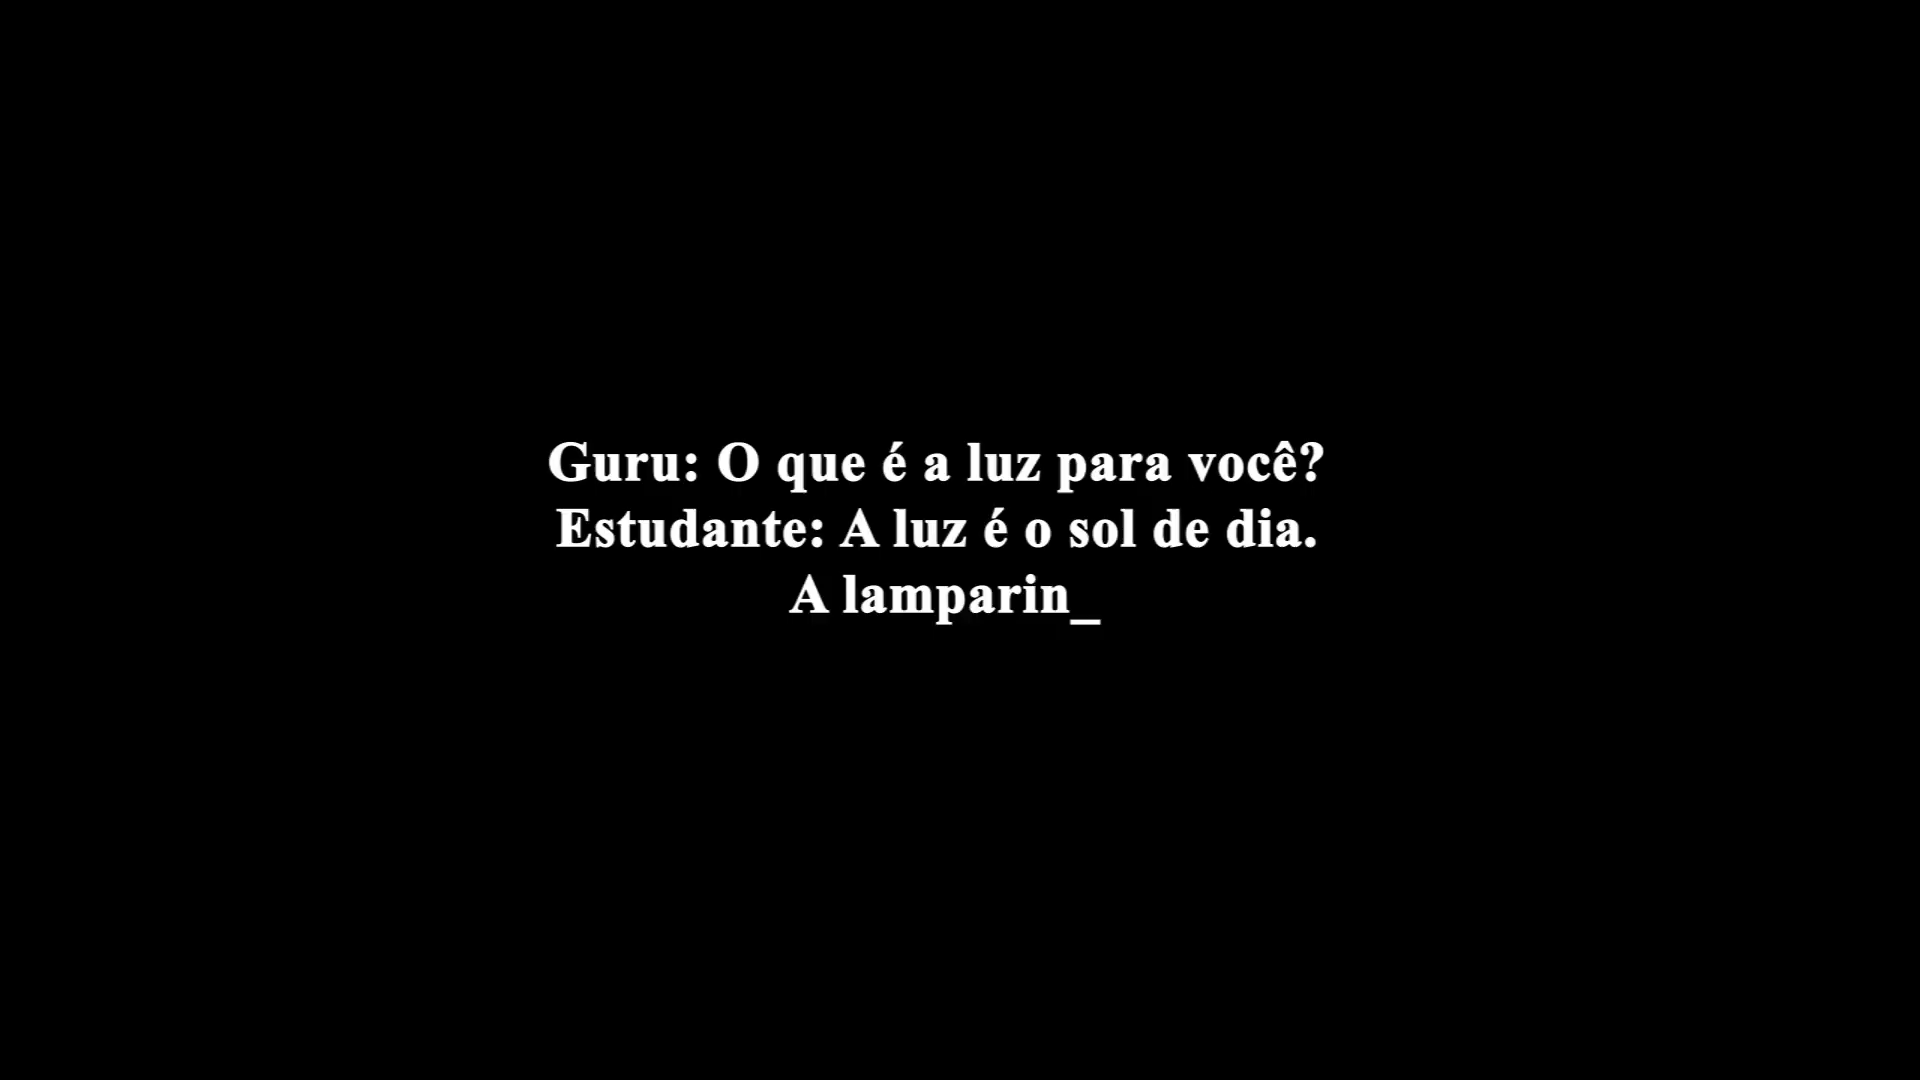 Guru: O que é a luz para você?
Estudante: A luz é o sol de dia.
A lamparin_